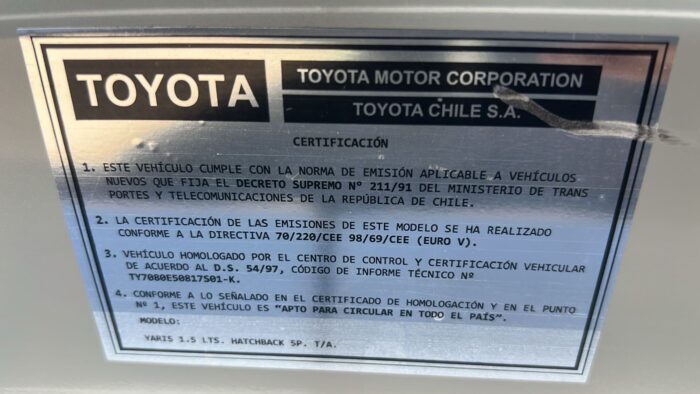 TOYOTA
TOYOTA MOTOR CORPORATION
TOYOTA CHILE S.A.
CERTIFICACIÓN
1. ESTE VEHÍCULO CUMPLE CON LA NORMA DE EMISIÓN APLICABLE A VEHÍCULOS
NUEVOS QUE FIJA EL DECRETO SUPREMO Nº 211/91 DEL MINISTERIO DE TRANS
PORTES Y TELECOMUNICACIONES DE LA REPÚBLICA DE CHILE.
2. LA CERTIFICACIÓN DE LAS EMISIONES DE ESTE MODELO SE HA REALIZADO
CONFORME A LA DIRECTIVA 70/220/CEE 98/69/CEE (EURO V).
3. VEHÍCULO HOMOLOGADO POR EL CENTRO DE CONTROL Y CERTIFICACIÓN VEHICULAR
DE ACUERDO AL D.S. 54/97, CÓDIGO DE INFORME TÉCNICO Nº
TY7080E50817S01-K.
4. CONFORME A LO SEÑALADO EN EL CERTIFICADO DE HOMOLOGACIÓN Y EN EL PUNTO
Nº 1, ESTE VEHÍCULO ES "APTO PARA CIRCULAR EN TODO EL PAÍS".
MODELO:
YARIS 1.5 LTS. HATCHBACK 5P. T/A.